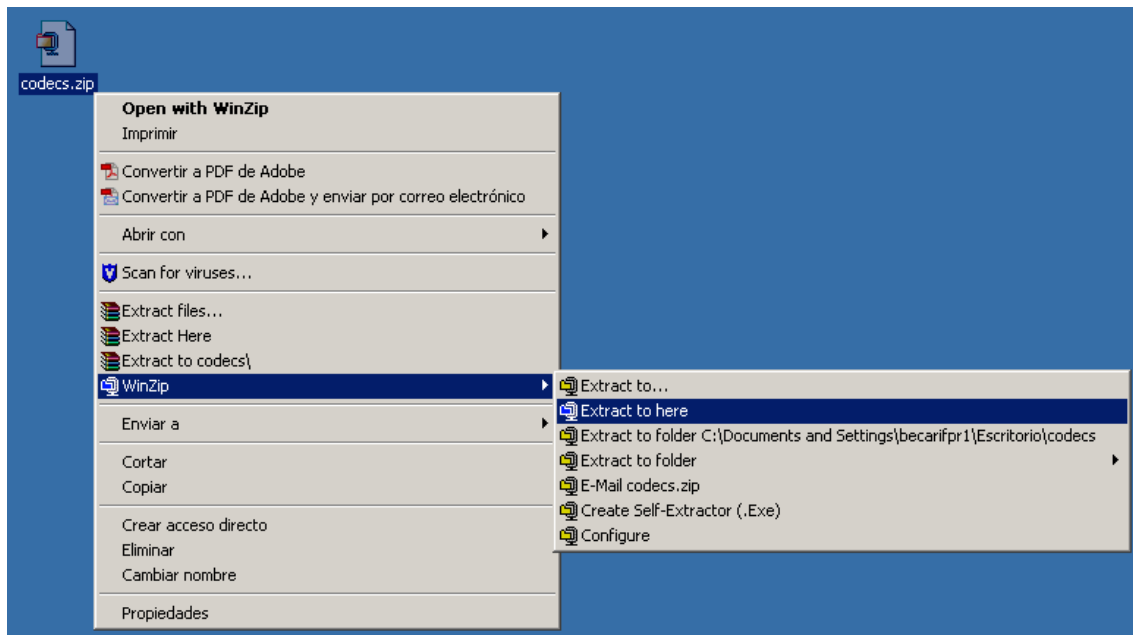 codecs.zip
Open with WinZip
Imprimir
Convertir a PDF de Adobe
Convertir a PDF de Adobe y enviar por correo electrónico
Abrir con
Scan for viruses...
Extract files...
Extract Here
Extract to codecs\
WinZip
Enviar a
Cortar
Copiar
Crear acceso directo
Eliminar
Cambiar nombre
Propiedades
Extract to...
Extract to here
Extract to folder C:\Documents and Settings\becarifpr1\Escritorio\codecs
Extract to folder
E-Mail codecs.zip
Create Self-Extractor (.Exe)
Configure